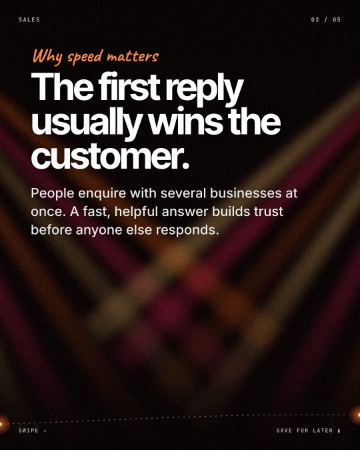 SALES
02 / 05
Why speed matters
The first reply
usually wins the
customer.
People enquire with several businesses at
once. A fast, helpful answer builds trust
before anyone else responds.
SWIPE →
SAVE FOR LATER